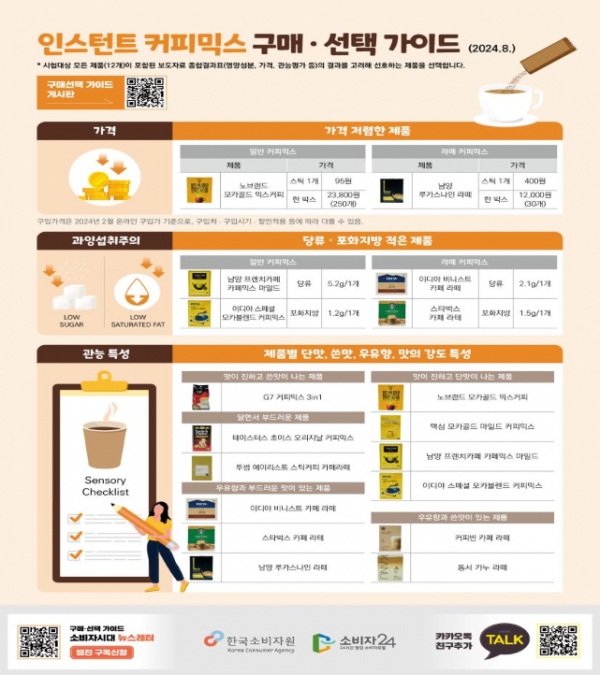 인스턴트 커피믹스 구매 · 선택 가이드 (2024.8.)
* 시험대상 모든 제품(12개)이 포함된 보도자료 종합결과표(영양성분, 가격, 관능평가 등)의 결과를 고려해 선호하는 제품을 선택합니다.
구매선택 가이드
게시판
가격
가격 저렴한 제품
일반 커피믹스
제품 가격
노브랜드
모카골드 믹스커피
스틱 1개 95원
한 박스 23,800원
(250개)
라떼 커피믹스
제품 가격
남양
루카스나인 라떼
스틱 1개 400원
한 박스 12,000원
(30개)
구입가격은 2024년 2월 온라인 구입가 기준으로, 구입처 · 구입시기 · 할인적용 등에 따라 다를 수 있음.
과잉섭취주의
LOW
SUGAR
LOW
SATURATED FAT
당류 · 포화지방 적은 제품
일반 커피믹스
남양 프렌치카페
카페믹스 마일드
당류 5.2g/1개
이디야 스페셜
모카블렌드 커피믹스
포화지방 1.2g/1개
라떼 커피믹스
이디야 비니스트
카페 라떼
당류 2.1g/1개
스타벅스
카페 라떼
포화지방 1.5g/1개
관능 특성
Sensory
Checklist
제품별 단맛, 쓴맛, 우유향, 맛의 강도 특성
맛이 진하고 쓴맛이 나는 제품
G7 커피믹스 3in1
달면서 부드러운 제품
테이스터스 초이스 오리지날 커피믹스
투썸 에이리스트 스틱커피 카페라떼
우유향과 부드러운 맛이 있는 제품
이디야 비니스트 카페 라떼
스타벅스 카페 라떼
남양 루카스나인 라떼
맛이 진하고 단맛이 나는 제품
노브랜드 모카골드 믹스커피
맥심 모카골드 마일드 커피믹스
남양 프렌치카페 카페믹스 마일드
이디야 스페셜 모카블렌드 커피믹스
우유향과 쓴맛이 있는 제품
커피빈 카페 라떼
동서 카누 라떼
구매·선택 가이드
소비자시대 뉴스레터
웹진 구독신청
한국소비자원
Korea Consumer Agency
소비자24
24시간 열린 소비자포털
카카오톡
친구추가
TALK